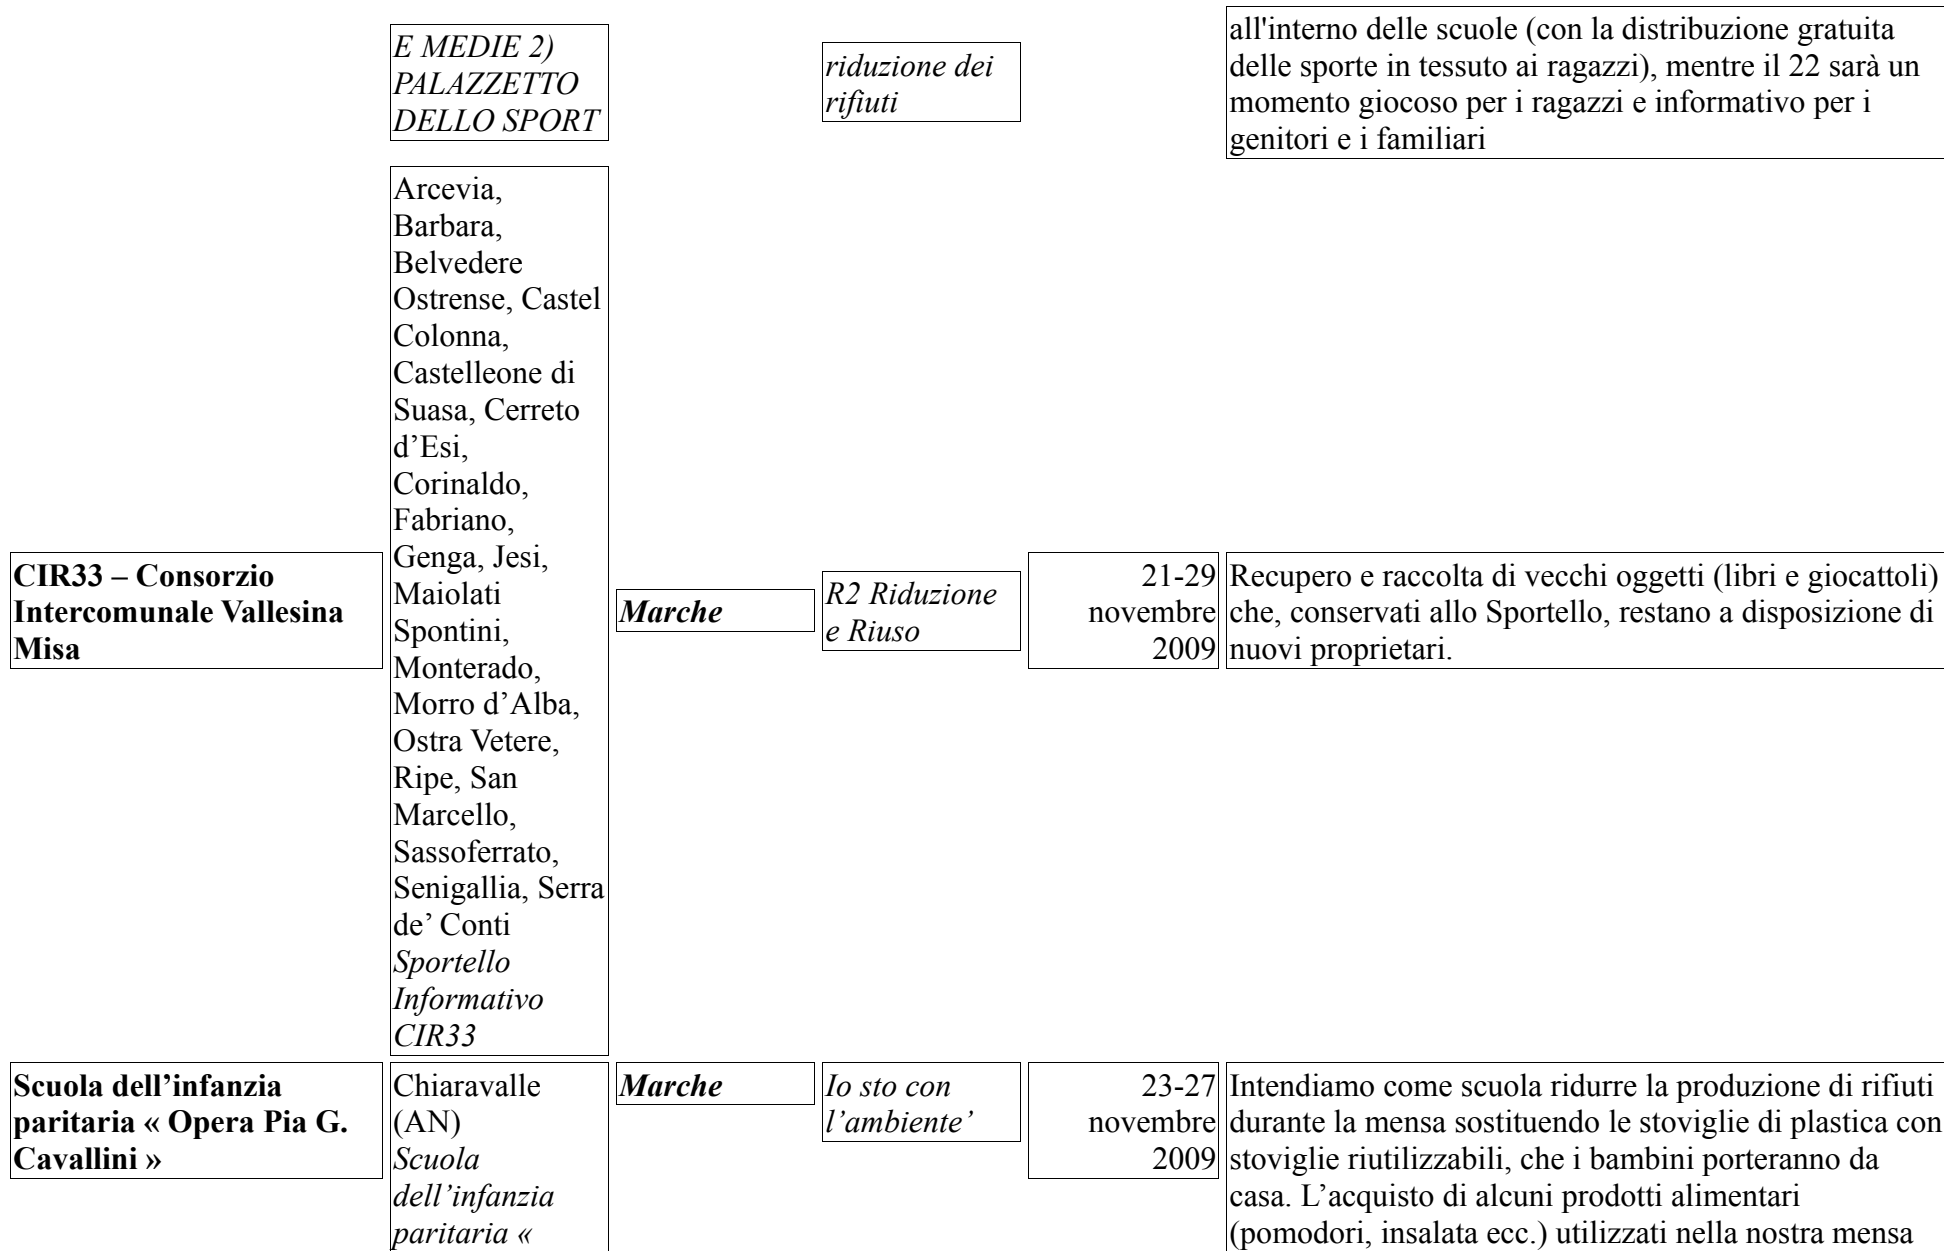 E MEDIE 2)
PALAZZETTO
DELLO SPORT
riduzione dei
rifiuti
all'interno delle scuole (con la distribuzione gratuita
delle sporte in tessuto ai ragazzi), mentre il 22 sarà un
momento giocoso per i ragazzi e informativo per i
genitori e i familiari
CIR33 – Consorzio
Intercomunale Vallesina
Misa
Arcevia,
Barbara,
Belvedere
Ostrense, Castel
Colonna,
Castelleone di
Suasa, Cerreto
d’Esi,
Corinaldo,
Fabriano,
Genga, Jesi,
Maiolati
Spontini,
Monterado,
Morro d’Alba,
Ostra Vetere,
Ripe, San
Marcello,
Sassoferrato,
Senigallia, Serra
de’ Conti
Sportello
Informativo
CIR33
Marche
R2 Riduzione
e Riuso
21-29
novembre
2009
Recupero e raccolta di vecchi oggetti (libri e giocattoli)
che, conservati allo Sportello, restano a disposizione di
nuovi proprietari.
Scuola dell’infanzia
paritaria « Opera Pia G.
Cavallini »
Chiaravalle
(AN)
Scuola
dell’infanzia
paritaria «
Marche
Io sto con
l’ambiente’
23-27
novembre
2009
Intendiamo come scuola ridurre la produzione di rifiuti
durante la mensa sostituendo le stoviglie di plastica con
stoviglie riutilizzabili, che i bambini porteranno da
casa. L’acquisto di alcuni prodotti alimentari
(pomodori, insalata ecc.) utilizzati nella nostra mensa